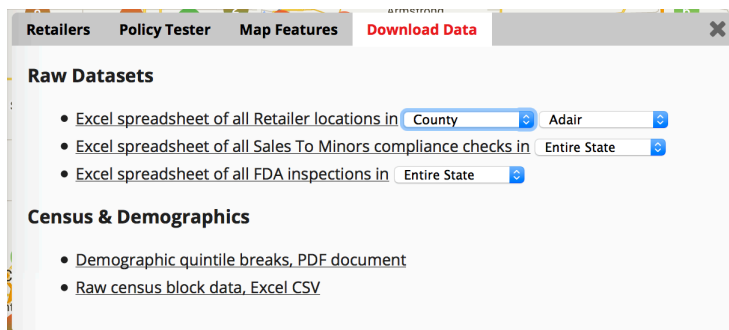 Armstrong
Retailers Policy Tester Map Features Download Data
Raw Datasets
Excel spreadsheet of all Retailer locations in County Adair
Excel spreadsheet of all Sales To Minors compliance checks in Entire State
Excel spreadsheet of all FDA inspections in Entire State
Census & Demographics
Demographic quintile breaks, PDF document
Raw census block data, Excel CSV